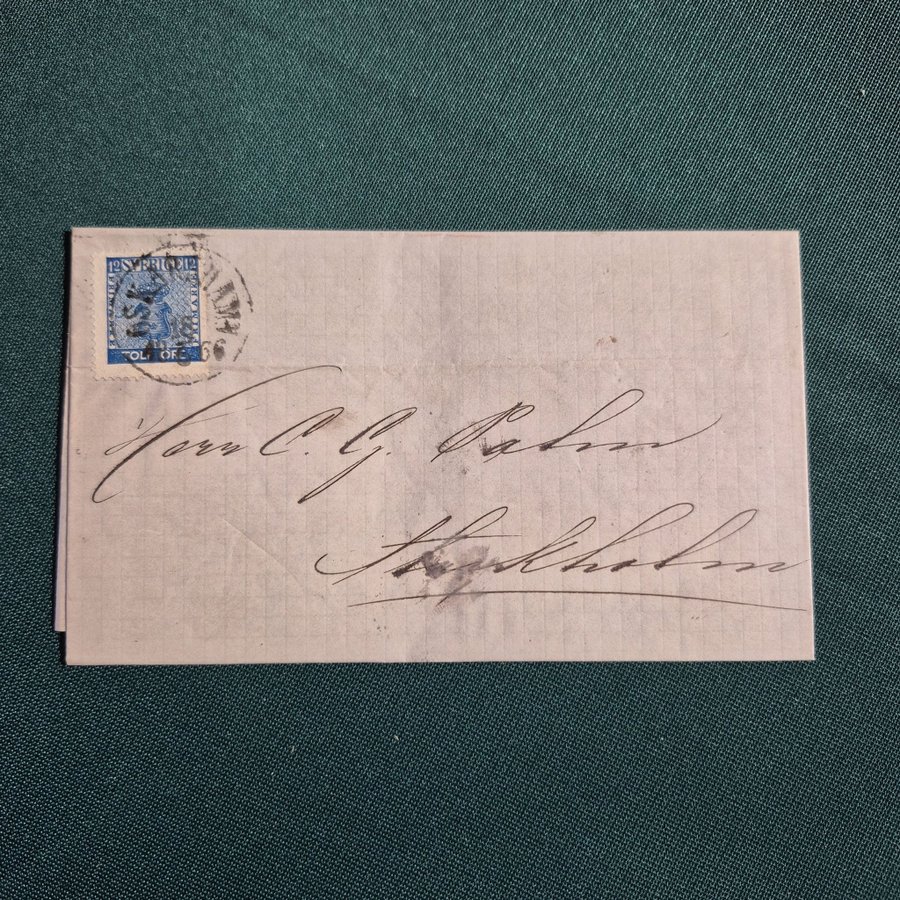 12 SVERIGE 12
TOLF ÖRE
Herr C. G. Palm
Stockholm